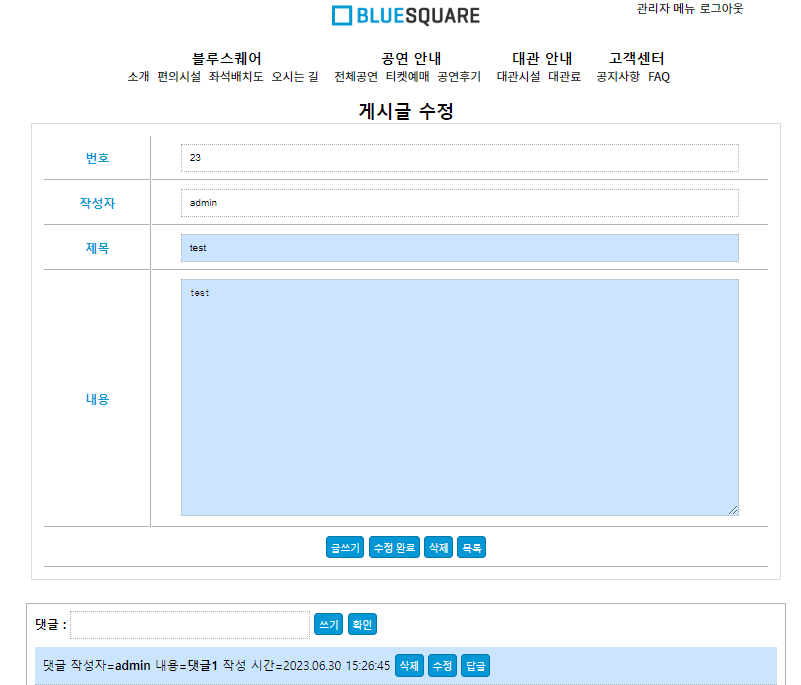 관리자 메뉴 로그아웃
BLUESQUARE
블루스퀘어 공연 안내 대관 안내 고객센터
소개 편의시설 좌석배치도 오시는 길 전체공연 티켓예매 공연후기 대관시설 대관료 공지사항 FAQ
게시글 수정
번호 23
작성자 admin
제목 test
내용 test
글쓰기 수정 완료 삭제 목록
댓글 : 쓰기 확인
댓글 작성자=admin 내용=댓글1 작성 시간=2023.06.30 15:26:45 삭제 수정 답글